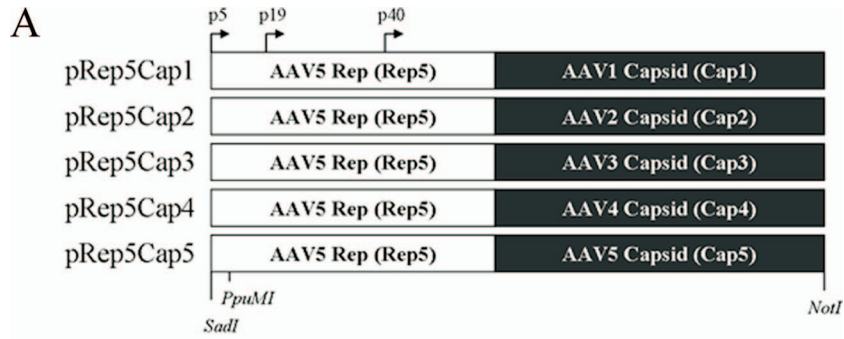 A
p5 p19 p40
pRep5Cap1 AAV5 Rep (Rep5) AAV1 Capsid (Cap1)
pRep5Cap2 AAV5 Rep (Rep5) AAV2 Capsid (Cap2)
pRep5Cap3 AAV5 Rep (Rep5) AAV3 Capsid (Cap3)
pRep5Cap4 AAV5 Rep (Rep5) AAV4 Capsid (Cap4)
pRep5Cap5 AAV5 Rep (Rep5) AAV5 Capsid (Cap5)
PpuMI NotI
SadI